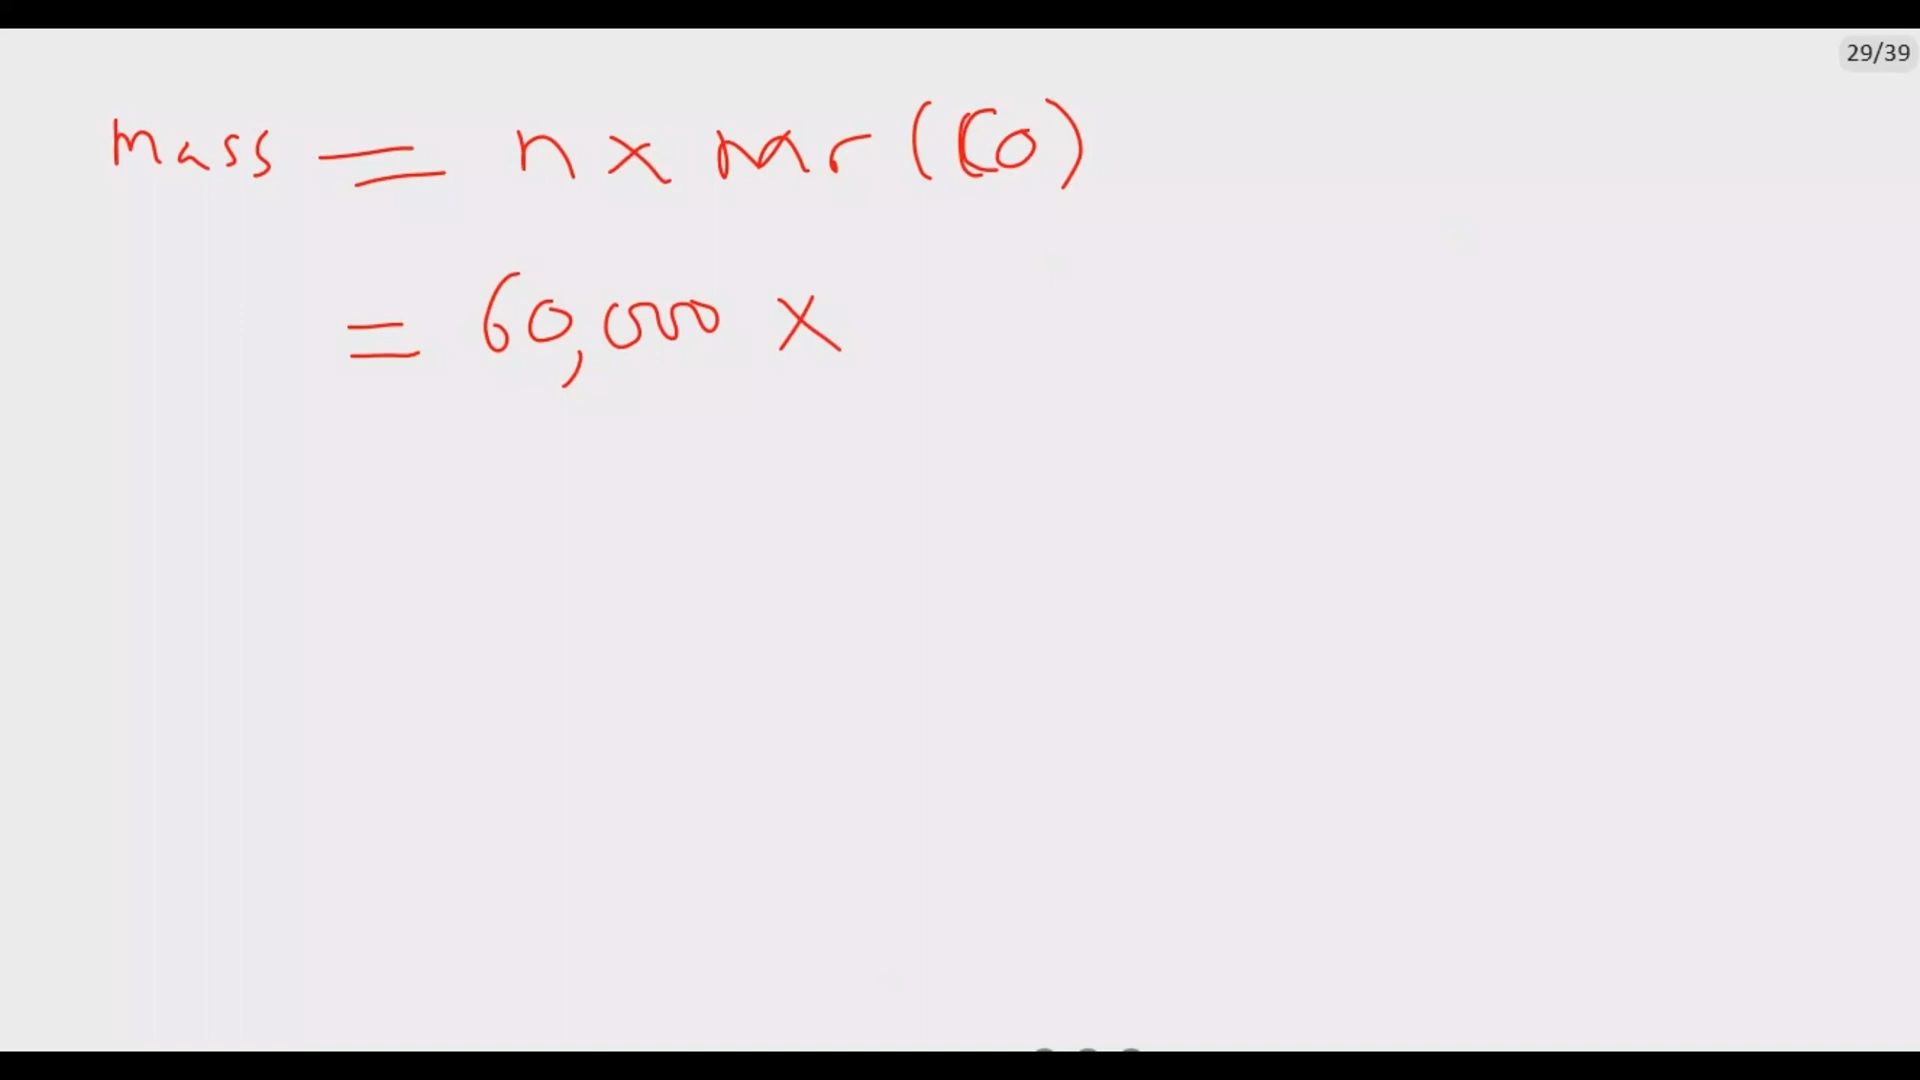 29/39
mass = n x Mr (CO)
= 60,000 x